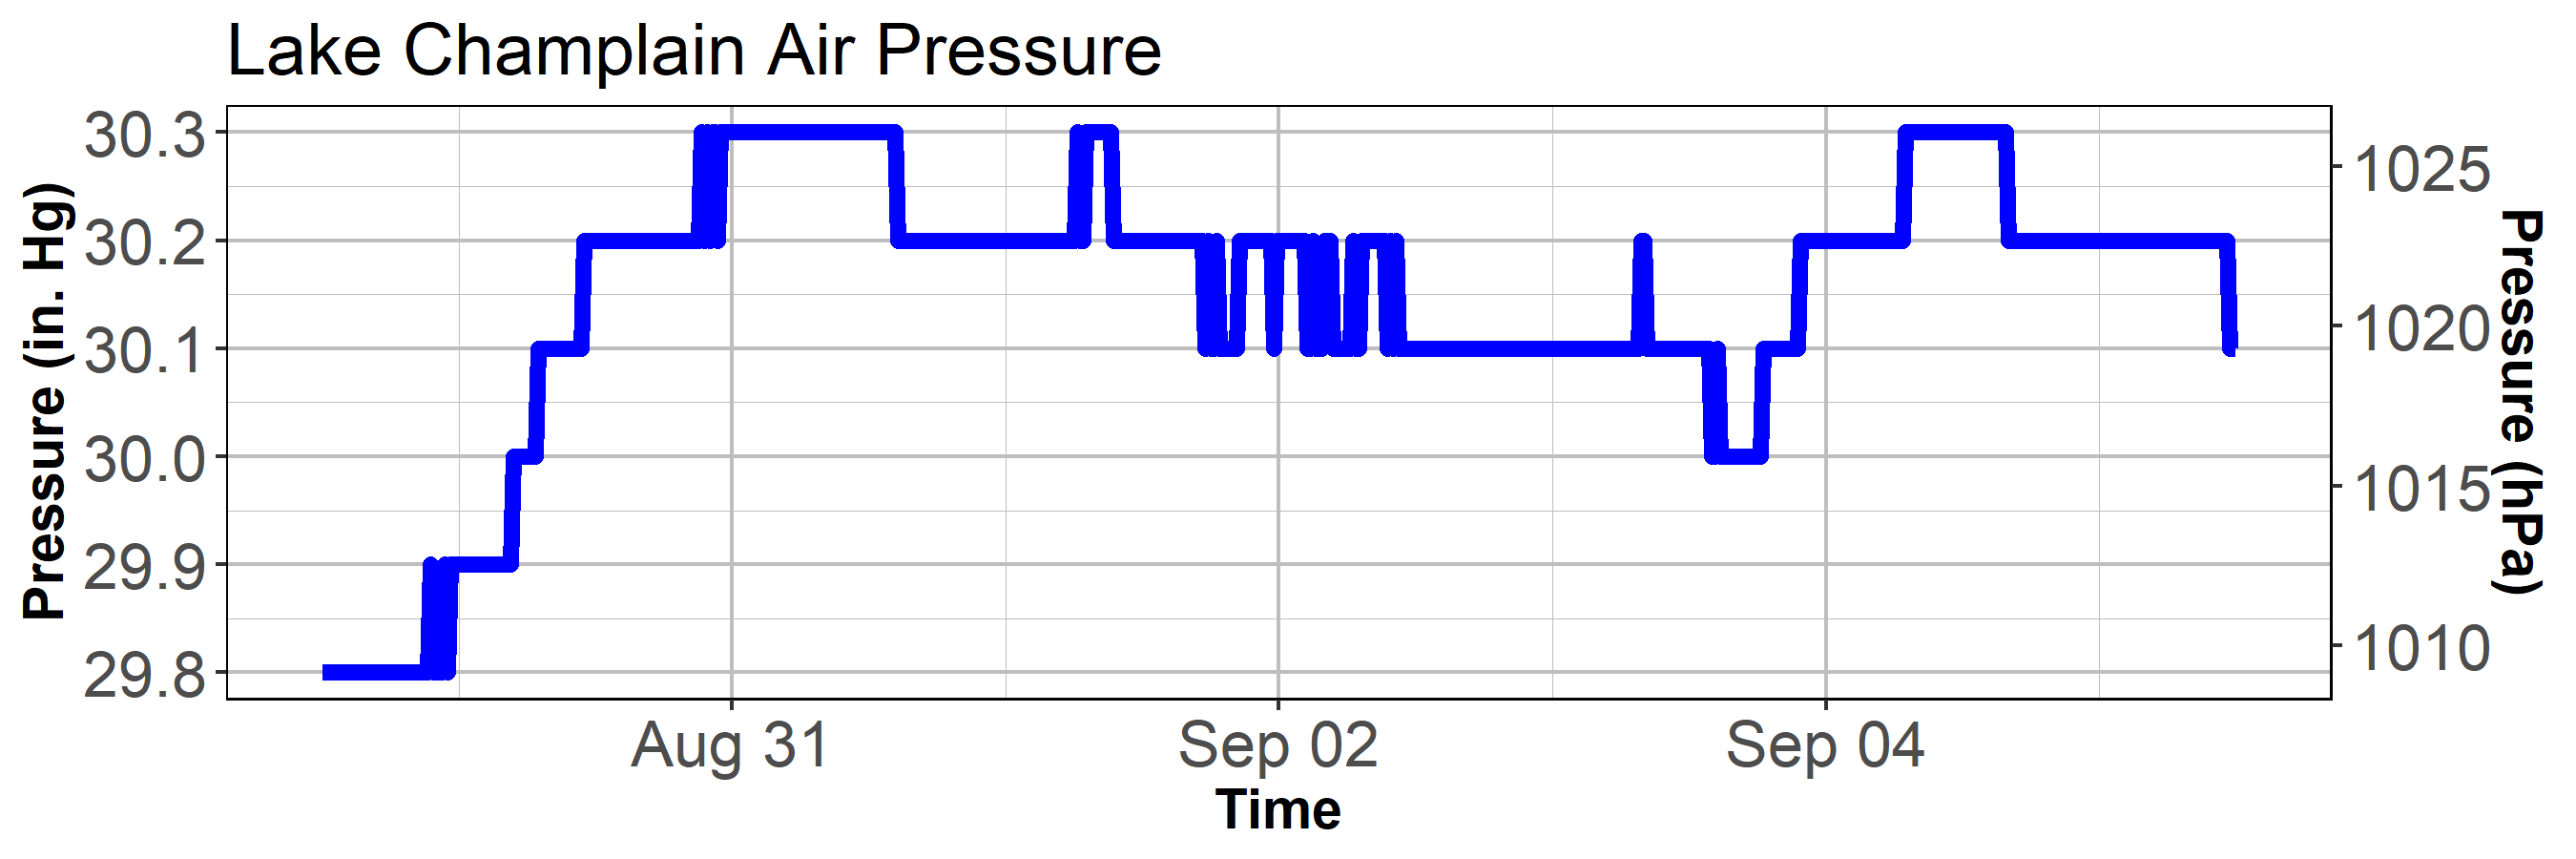 Lake Champlain Air Pressure
Pressure (in. Hg)
30.3
30.2
30.1
30.0
29.9
29.8
1025
1020
1015
1010
Pressure (hPa)
Aug 31
Sep 02
Sep 04
Time